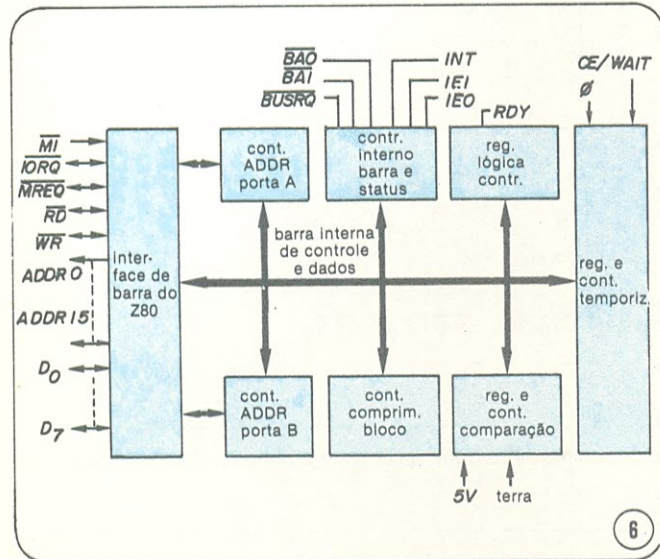 BAO
BAI
BUSRQ
INT
IEI
IEO
RDY
CE/WAIT
Ø
MI
IORQ
MREQ
RD
WR
ADDR 0
ADDR 15
D0
D7
inter-
face de
barra do
Z80
cont.
ADDR
porta A
contr.
interno
barra e
status
reg.
lógica
contr.
barra interna
de controle
e dados
reg. e
cont.
temporiz.
cont.
ADDR
porta B
cont.
comprim.
bloco
reg. e
cont.
comparação
5V
terra
6